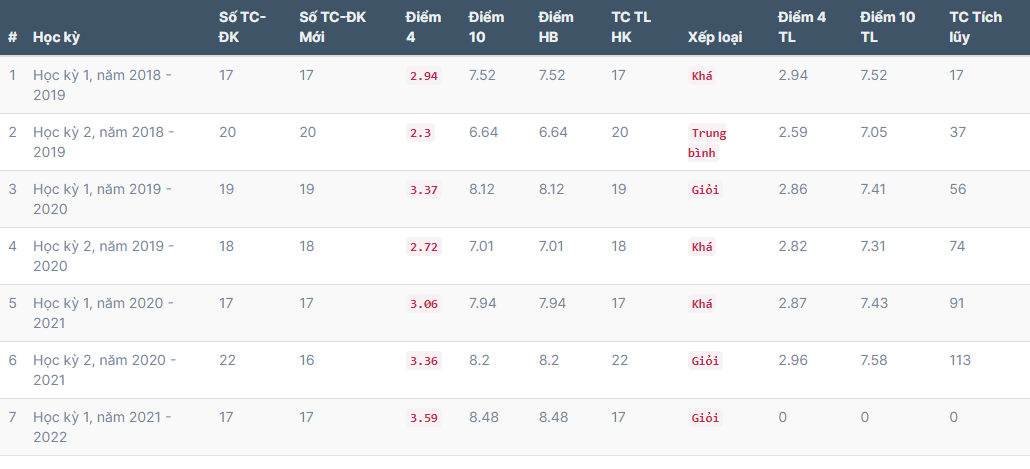 # Học kỳ Số TC-ĐK Số TC-ĐK Mới Điểm 4 Điểm 10 Điểm HB TC TL HK Xếp loại Điểm 4 TL Điểm 10 TL TC Tích lũy
1 Học kỳ 1, năm 2018 - 2019 17 17 2.94 7.52 7.52 17 Khá 2.94 7.52 17
2 Học kỳ 2, năm 2018 - 2019 20 20 2.3 6.64 6.64 20 Trung bình 2.59 7.05 37
3 Học kỳ 1, năm 2019 - 2020 19 19 3.37 8.12 8.12 19 Giỏi 2.86 7.41 56
4 Học kỳ 2, năm 2019 - 2020 18 18 2.72 7.01 7.01 18 Khá 2.82 7.31 74
5 Học kỳ 1, năm 2020 - 2021 17 17 3.06 7.94 7.94 17 Khá 2.87 7.43 91
6 Học kỳ 2, năm 2020 - 2021 22 16 3.36 8.2 8.2 22 Giỏi 2.96 7.58 113
7 Học kỳ 1, năm 2021 - 2022 17 17 3.59 8.48 8.48 17 Giỏi 0 0 0